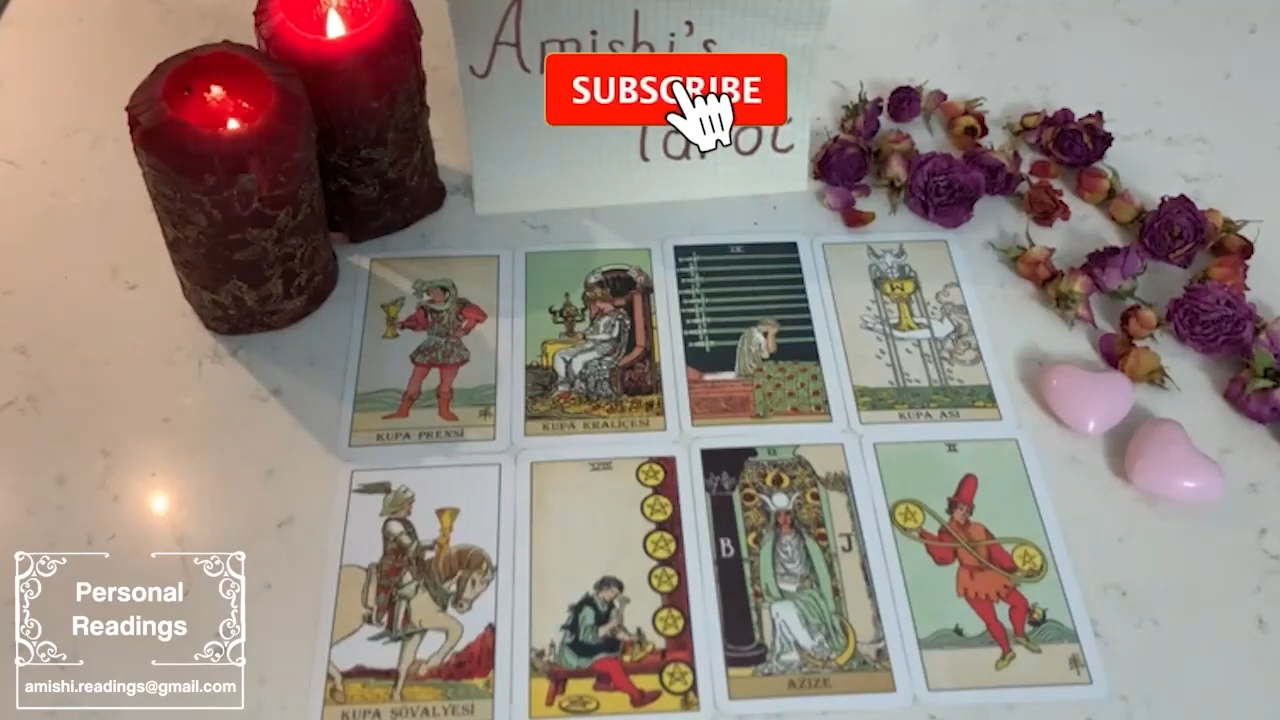 Amishi's
SUBSCRIBE
Tarot
IX
KUPA PRENSİ
KUPA KRALİÇESİ
KUPA ASI
VIII
II
II
B
J
KUPA ŞÖVALYESİ
AZİZE
Personal
Readings
amishi.readings@gmail.com